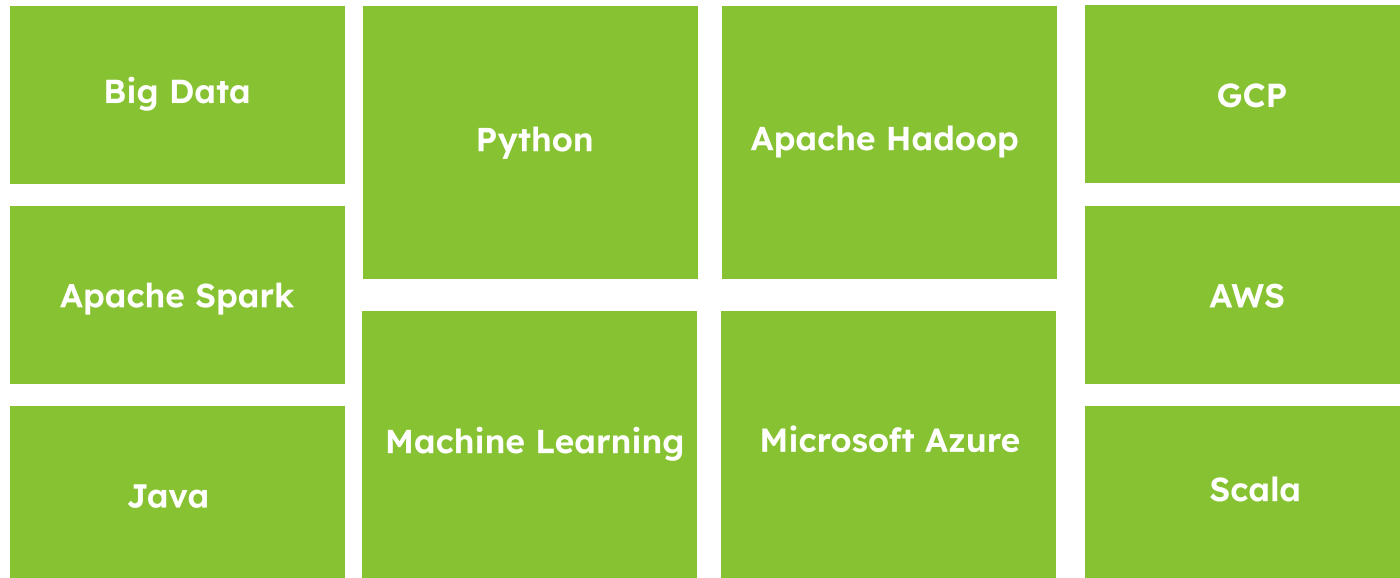 Big Data
Python
Apache Hadoop
GCP
Apache Spark
AWS
Machine Learning
Microsoft Azure
Java
Scala